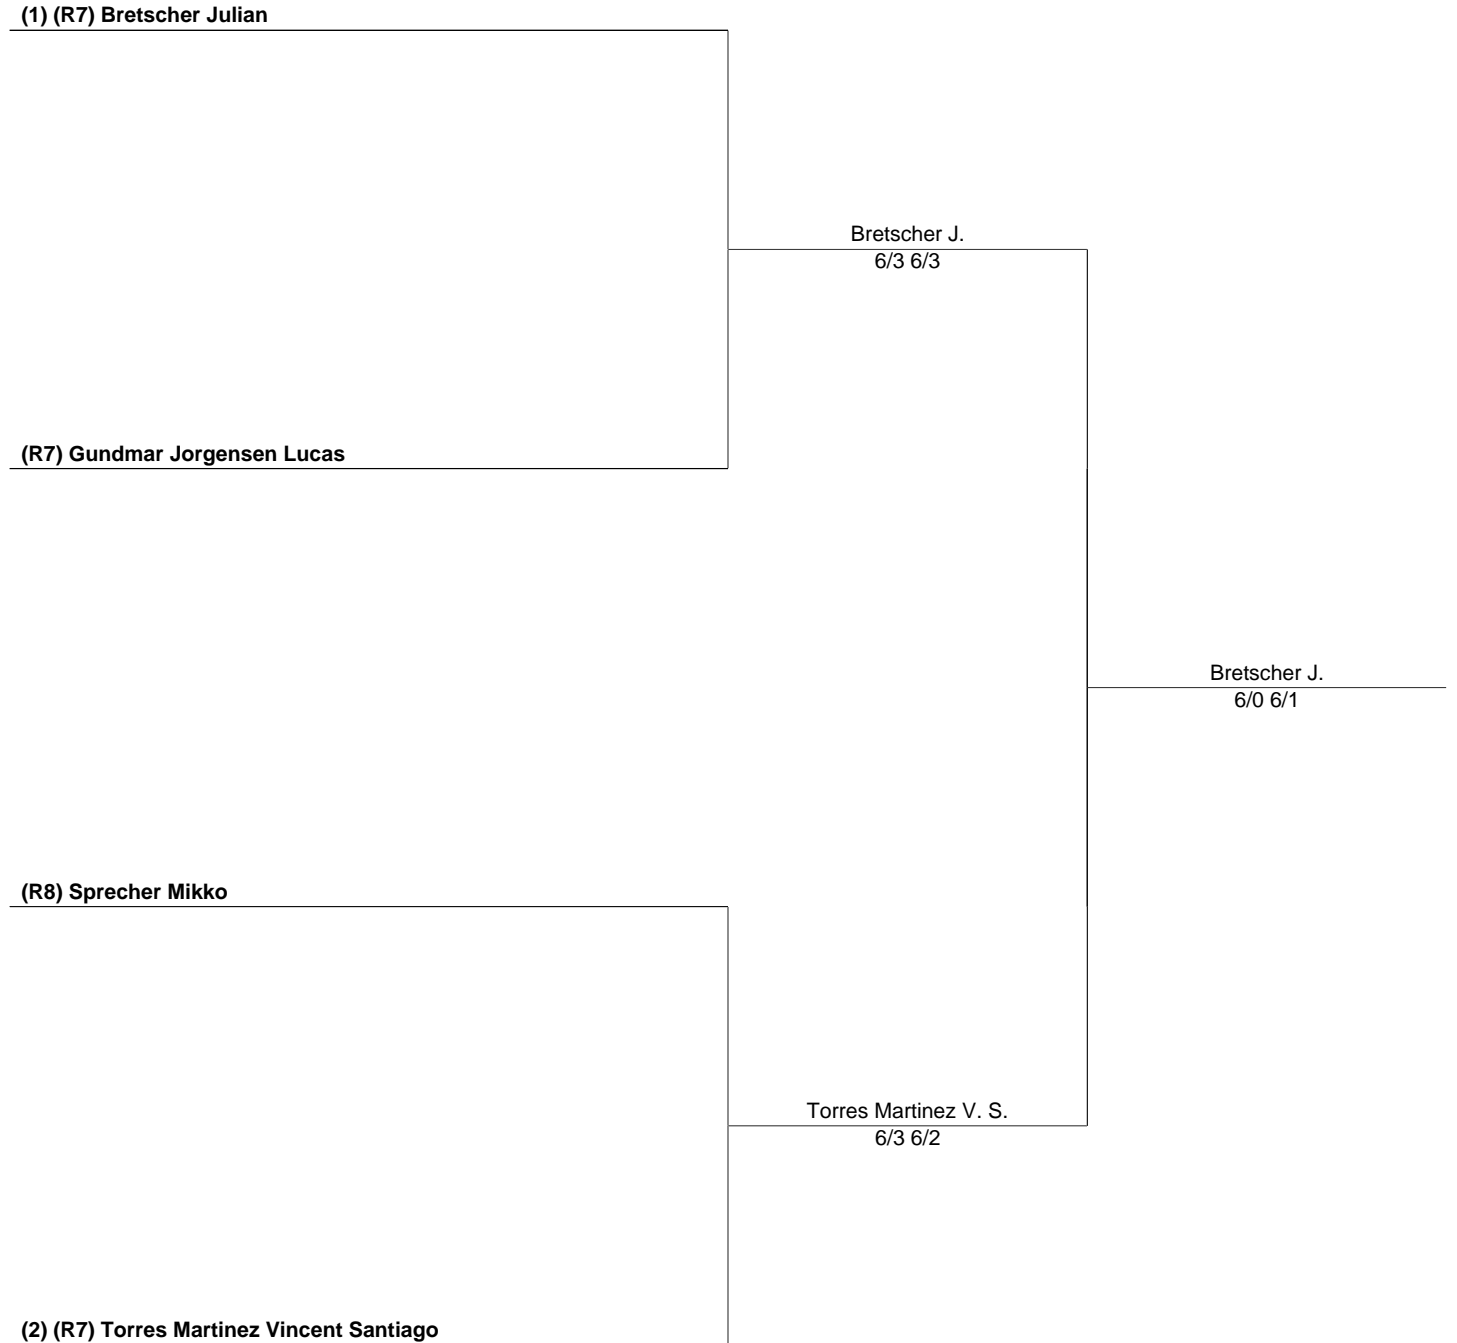 (1) (R7) Bretscher Julian
Bretscher J.
6/3 6/3
(R7) Gundmar Jorgensen Lucas
Bretscher J.
6/0 6/1
(R8) Sprecher Mikko
Torres Martinez V. S.
6/3 6/2
(2) (R7) Torres Martinez Vincent Santiago